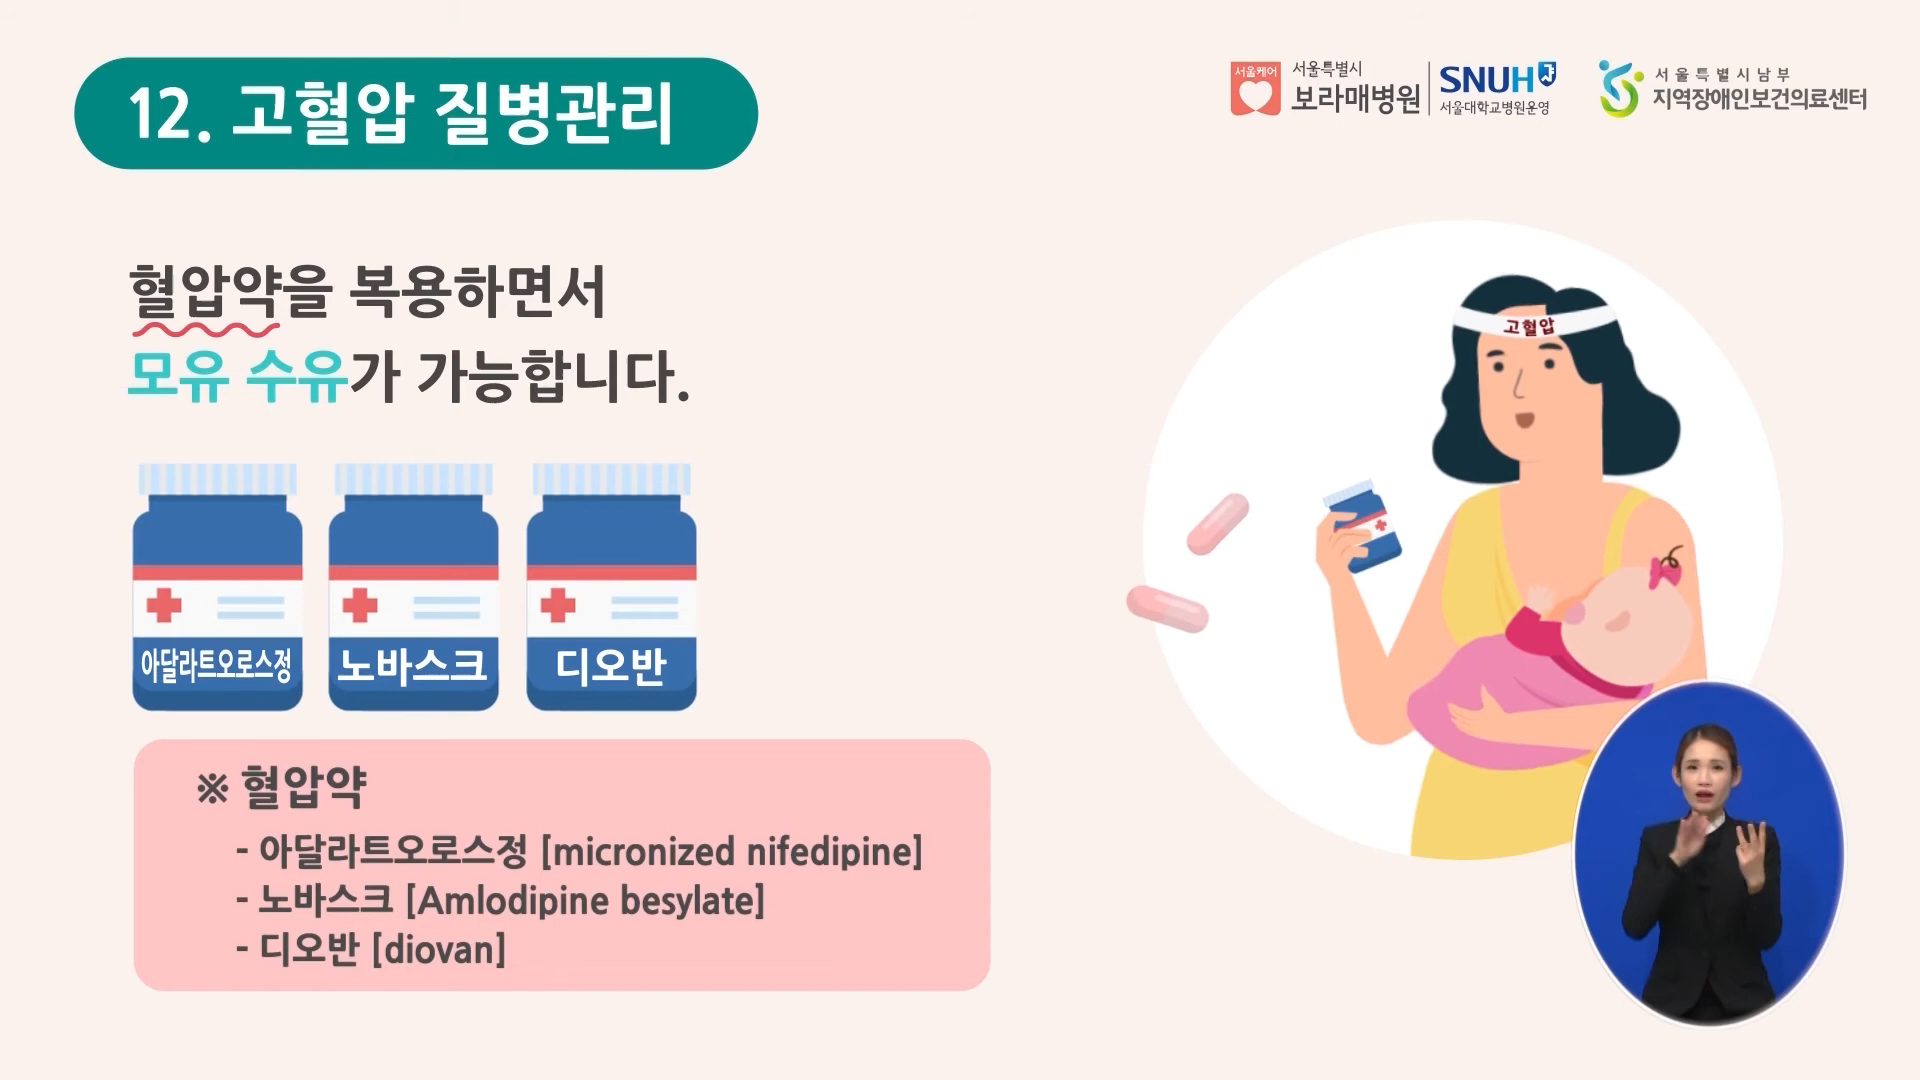 12. 고혈압 질병관리
서울케어
서울특별시
보라매병원
SNUH
서울대학교병원운영
서울특별시남부
지역장애인보건의료센터
혈압약을 복용하면서
모유 수유가 가능합니다.
고혈압
아달라트오로스정
노바스크
디오반
※ 혈압약
- 아달라트오로스정 [micronized nifedipine]
- 노바스크 [Amlodipine besylate]
- 디오반 [diovan]